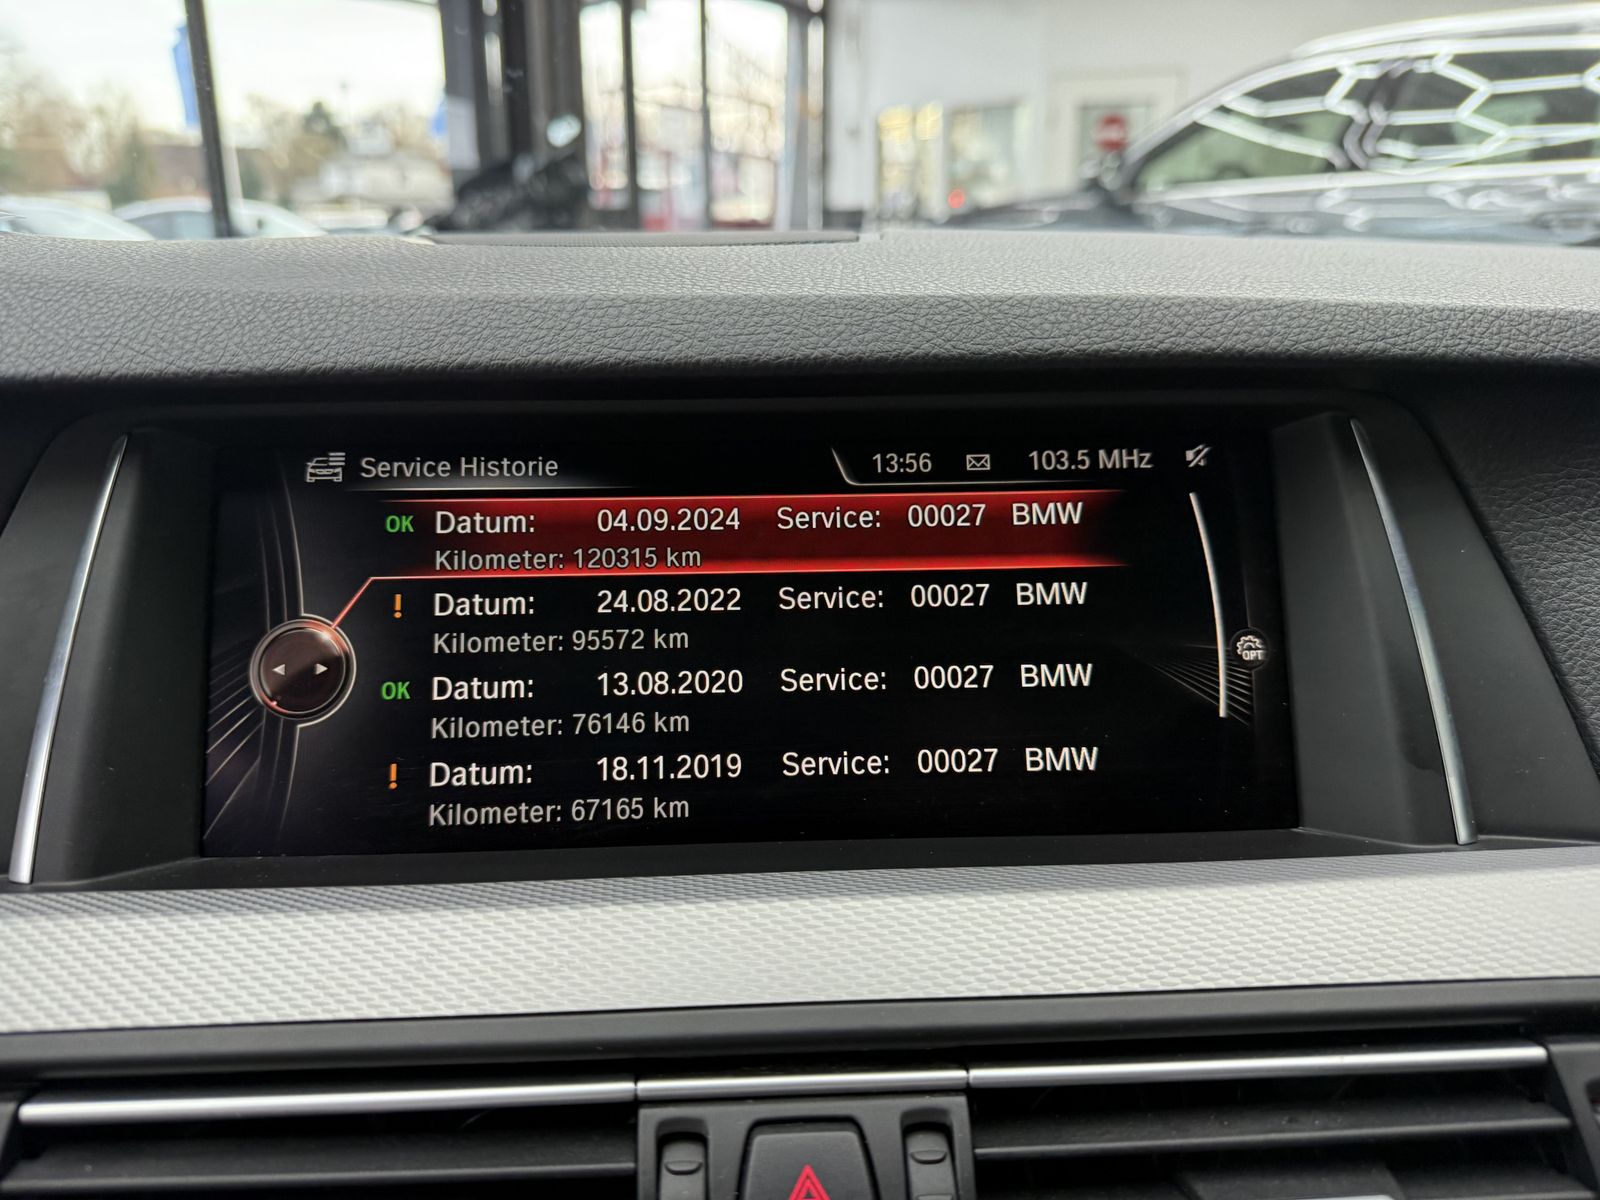 Service Historie 13:56 103.5 MHz
OK Datum: 04.09.2024 Service: 00027 BMW
Kilometer: 120315 km
! Datum: 24.08.2022 Service: 00027 BMW
Kilometer: 95572 km
OPT
OK Datum: 13.08.2020 Service: 00027 BMW
Kilometer: 76146 km
! Datum: 18.11.2019 Service: 00027 BMW
Kilometer: 67165 km